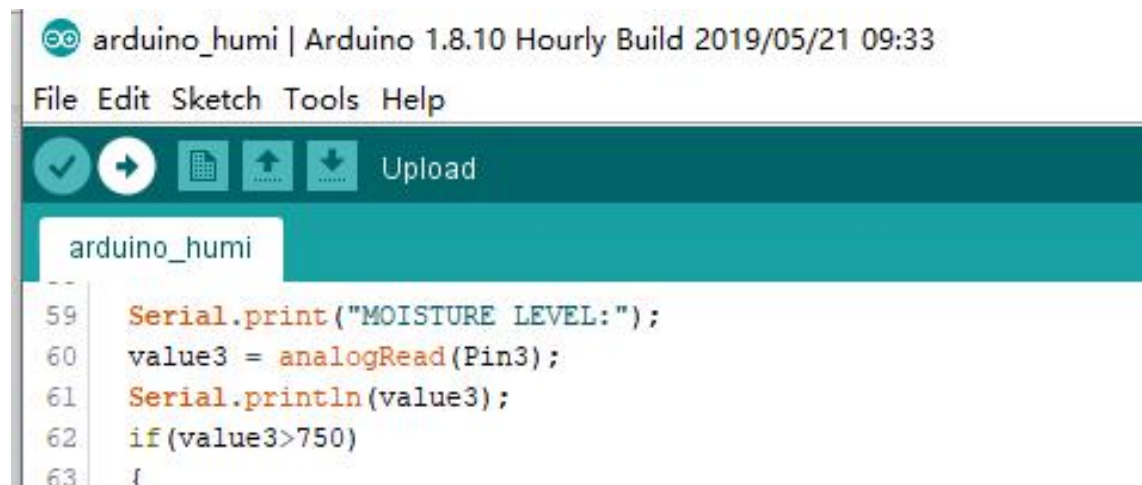 arduino_humi | Arduino 1.8.10 Hourly Build 2019/05/21 09:33
File Edit Sketch Tools Help
Upload
arduino_humi
59 Serial.print("MOISTURE LEVEL:");
60 value3 = analogRead(Pin3);
61 Serial.println(value3);
62 if(value3>750)
63 {